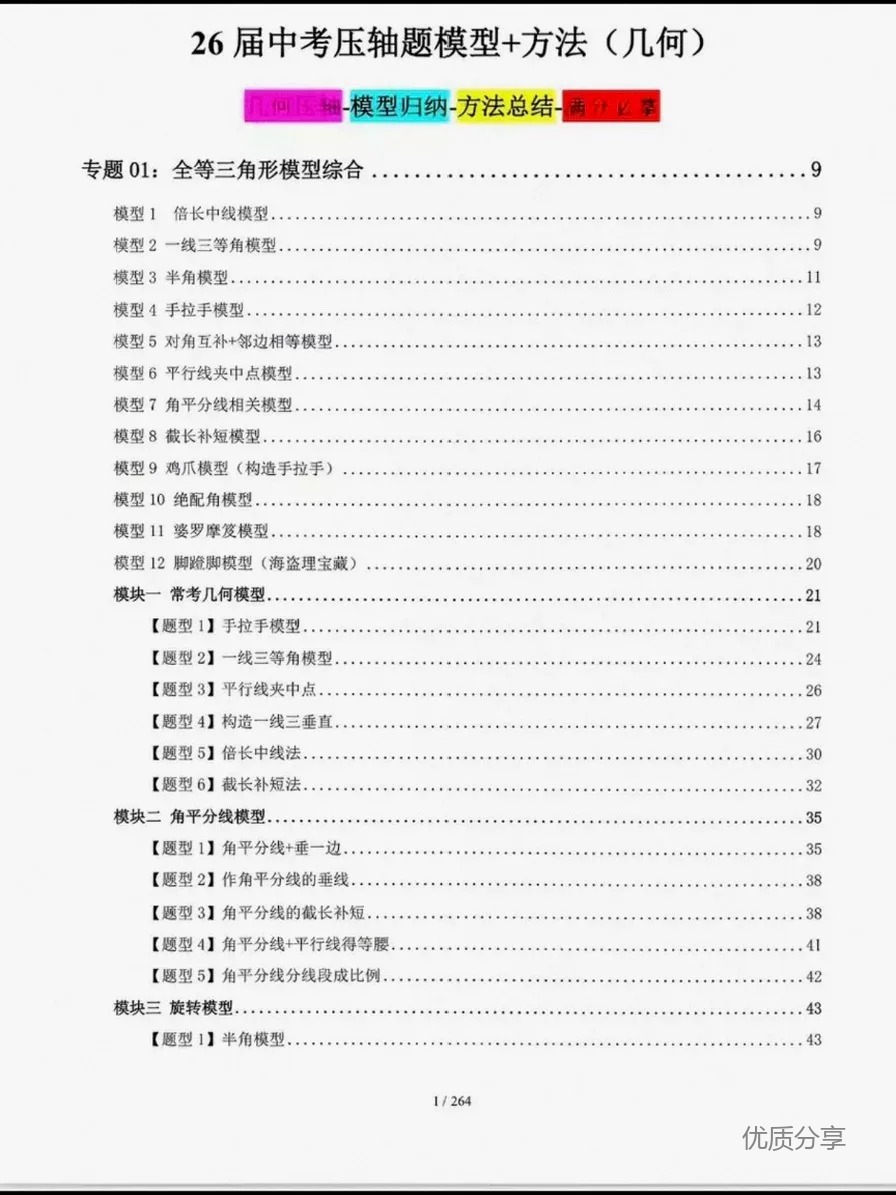 26 届中考压轴题模型+方法（几何）
几何压轴-模型归纳-方法总结-满分必
专题 01：全等三角形模型综合........................................9
模型 1 倍长中线模型........................................9
模型 2 一线三等角模型........................................9
模型 3 半角模型........................................11
模型 4 手拉手模型........................................12
模型 5 对角互补+邻边相等模型........................................13
模型 6 平行线夹中点模型........................................13
模型 7 角平分线相关模型........................................14
模型 8 截长补短模型........................................16
模型 9 鸡爪模型（构造手拉手）........................................17
模型 10 绝配角模型........................................18
模型 11 婆罗摩笈模型........................................18
模型 12 脚蹬脚模型（海盗埋宝藏）........................................20
模块一 常考几何模型........................................21
【题型 1】手拉手模型........................................21
【题型 2】一线三等角模型........................................24
【题型 3】平行线夹中点........................................26
【题型 4】构造一线三垂直........................................27
【题型 5】倍长中线法........................................30
【题型 6】截长补短法........................................32
模块二 角平分线模型........................................35
【题型 1】角平分线+垂一边........................................35
【题型 2】作角平分线的垂线........................................38
【题型 3】角平分线的截长补短........................................38
【题型 4】角平分线+平行线得等腰........................................41
【题型 5】角平分线分线段成比例........................................42
模块三 旋转模型........................................43
【题型 1】半角模型........................................43
1 / 264
优质分享